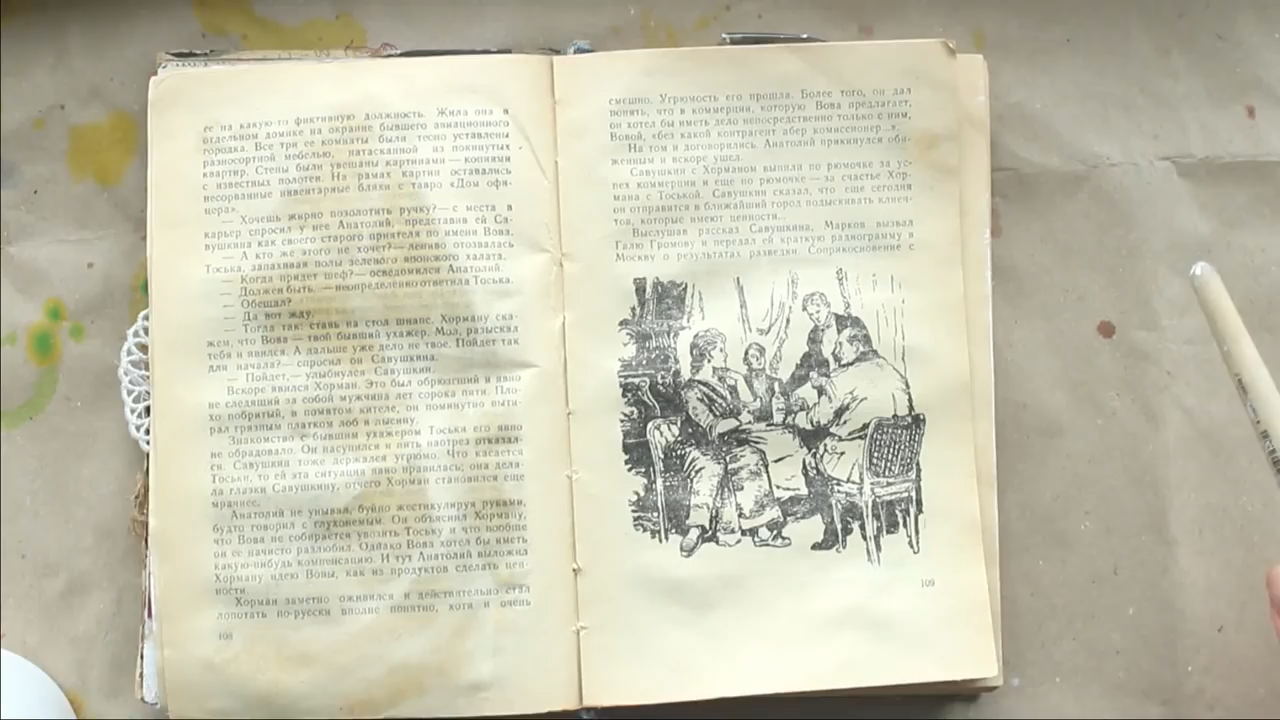 ее на какую-то фиктивную должность. Жила она в
отдельном домике на окраине бывшего авиационного
городка. Все три ее комнаты были тесно уставлены
разносортной мебелью, натасканной из покинутых
квартир. Стены были увешаны картинами — копиями
с известных полотен. На рамах картин оставались
несорванные инвентарные бляхи с тавро «Дом офи-
цера».
— Хочешь жирно позолотить ручку? — с места в
карьер спросил у нее Анатолий, представив ей Са-
вушкина как своего старого приятеля по имени Вова.
— А кто же этого не хочет? — лениво отозвалась
Тоська, запахивая полы зеленого японского халата.
— Когда придет шеф? — осведомился Анатолий.
— Должен быть. — неопределенно ответила Тоська.
— Обещал?
— Да вот жду.
— Тогда так: ставь на стол шнапс. Хорману ска-
жем, что Вова — твой бывший ухажер. Мол, разыскал
тебя и явился. А дальше уже дело не твое. Пойдет так
для начала? — спросил он Савушкина.
— Пойдет, — улыбнулся Савушкин.
Вскоре явился Хорман. Это был обрюзгший и явно
не следящий за собой мужчина лет сорока пяти. Пло-
хо побритый, в помятом кителе, он поминутно выти-
рал грязным платком лоб и лысину.
Знакомство с бывшим ухажером Тоськи его явно
не обрадовало. Он насупился и пить наотрез отказал-
ся. Савушкин тоже держался угрюмо. Что касается
Тоськи, то ей эта ситуация явно нравилась; она дела-
ла глазки Савушкину, отчего Хорман становился еще
мрачнее.
Анатолий не унывал, буйно жестикулируя руками,
будто говорил с глухонемым. Он объяснил Хорману,
что Вова не собирается увозить Тоську и что вообще
он ее начисто разлюбил. Однако Вова хотел бы иметь
какую-нибудь компенсацию. И тут Анатолий выложил
Хорману идею Вовы, как из продуктов сделать цен-
ности.
Хорман заметно оживился и действительно стал
лопотать по-русски вполне понятно, хотя и очень
108
смешно. Угрюмость его прошла. Более того, он дал
понять, что в коммерции, которую Вова предлагает,
он хотел бы иметь дело непосредственно только с ним,
Вовой, «без какой контрагент абер комиссионер...».
На том и договорились. Анатолий прикинулся оби-
женным и вскоре ушел.
Савушкин с Хорманом выпили по рюмочке за ус-
пех коммерции и еще по рюмочке — за счастье Хор-
мана с Тоськой. Савушкин сказал, что еще сегодня
он отправится в ближайший город подыскивать клиен-
тов, которые имеют ценности...
Выслушав рассказ Савушкина, Марков вызвал
Галю Громову и передал ей краткую радиограмму в
Москву о результатах разведки. Соприкосновение с
109